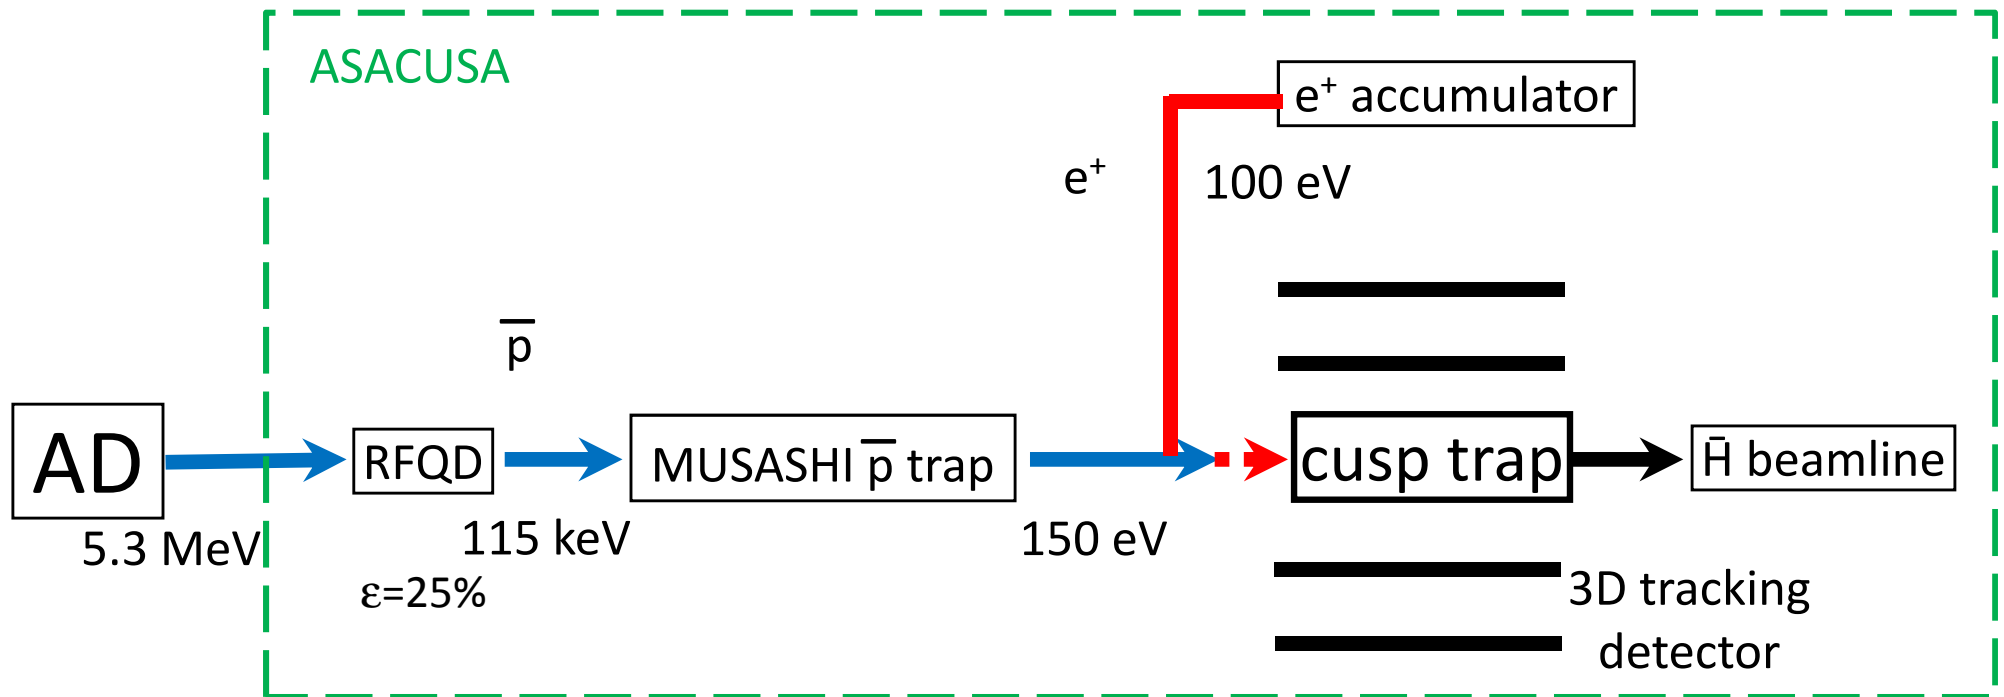 ASACUSA
e⁺ accumulator
e⁺
100 eV
p̅
AD
RFQD
MUSASHI p̅ trap
cusp trap
H̄ beamline
5.3 MeV
115 keV
150 eV
ε=25%
3D tracking
detector